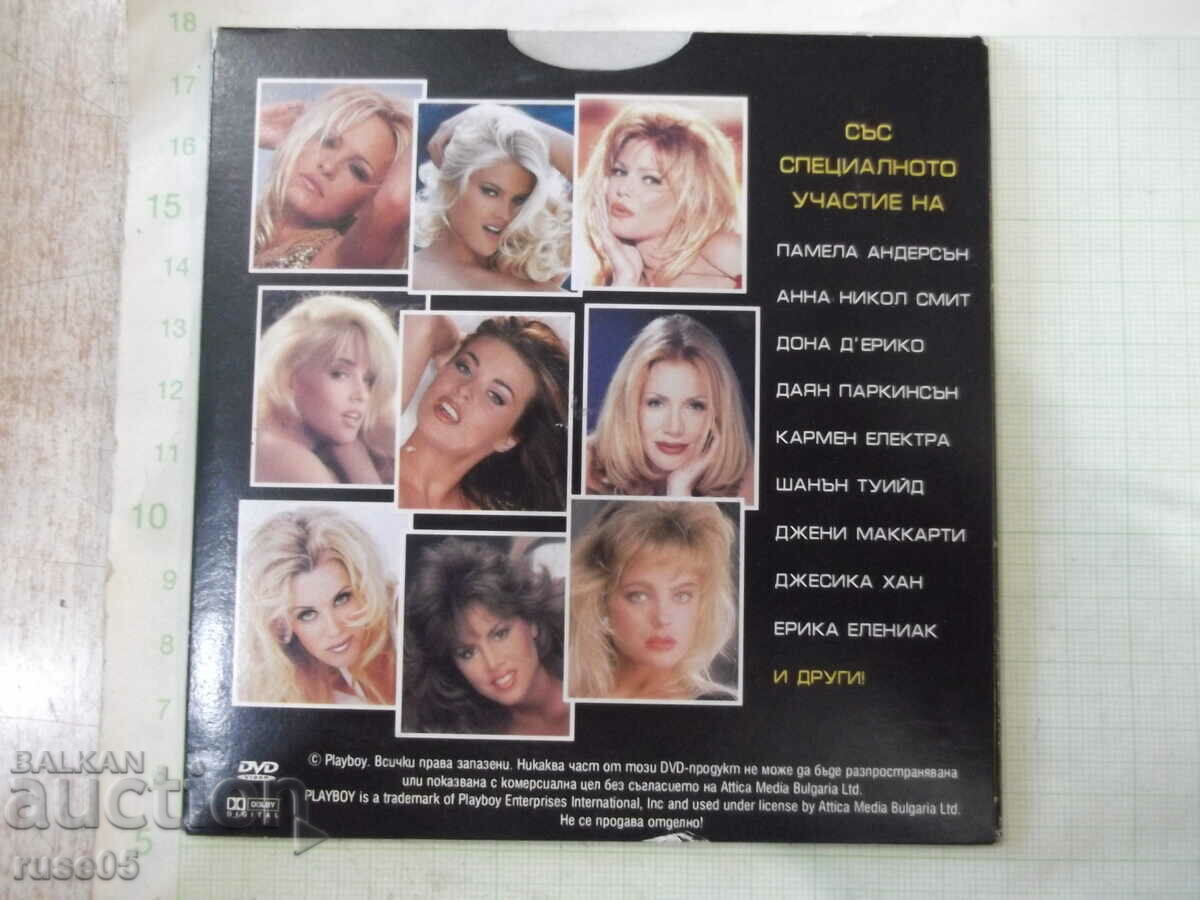 18
17
16
15
14
13
12
11
10
9
8
7
5
СЪС
СПЕЦИАЛНОТО
УЧАСТИЕ НА
ПАМЕЛА АНДЕРСЪН
АННА НИКОЛ СМИТ
ДОНА Д'ЕРИКО
ДАЯН ПАРКИНСЪН
КАРМЕН ЕЛЕКТРА
ШАНЪН ТУИЙД
ДЖЕНИ МАККАРТИ
ДЖЕСИКА ХАН
ЕРИКА ЕЛЕНИАК
И ДРУГИ!
DVD
VIDEO
DOLBY
DIGITAL
© Playboy. Всички права запазени. Никаква част от този DVD-продукт не може да бъде разпространявана
или показвана с комерсиална цел без съгласието на Attica Media Bulgaria Ltd.
PLAYBOY is a trademark of Playboy Enterprises International, Inc and used under license by Attica Media Bulgaria Ltd.
Не се продава отделно!
BALKAN
auction
ruse05